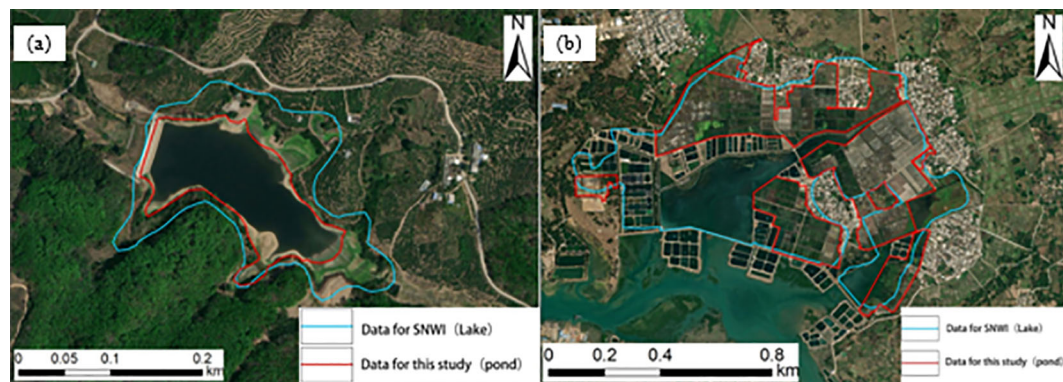 (a)
N
Data for SNWI（Lake）
Data for this study（pond）
0 0.05 0.1 0.2
km
(b)
N
Data for SNWI（Lake）
Data for this study（pond）
0 0.2 0.4 0.8
km